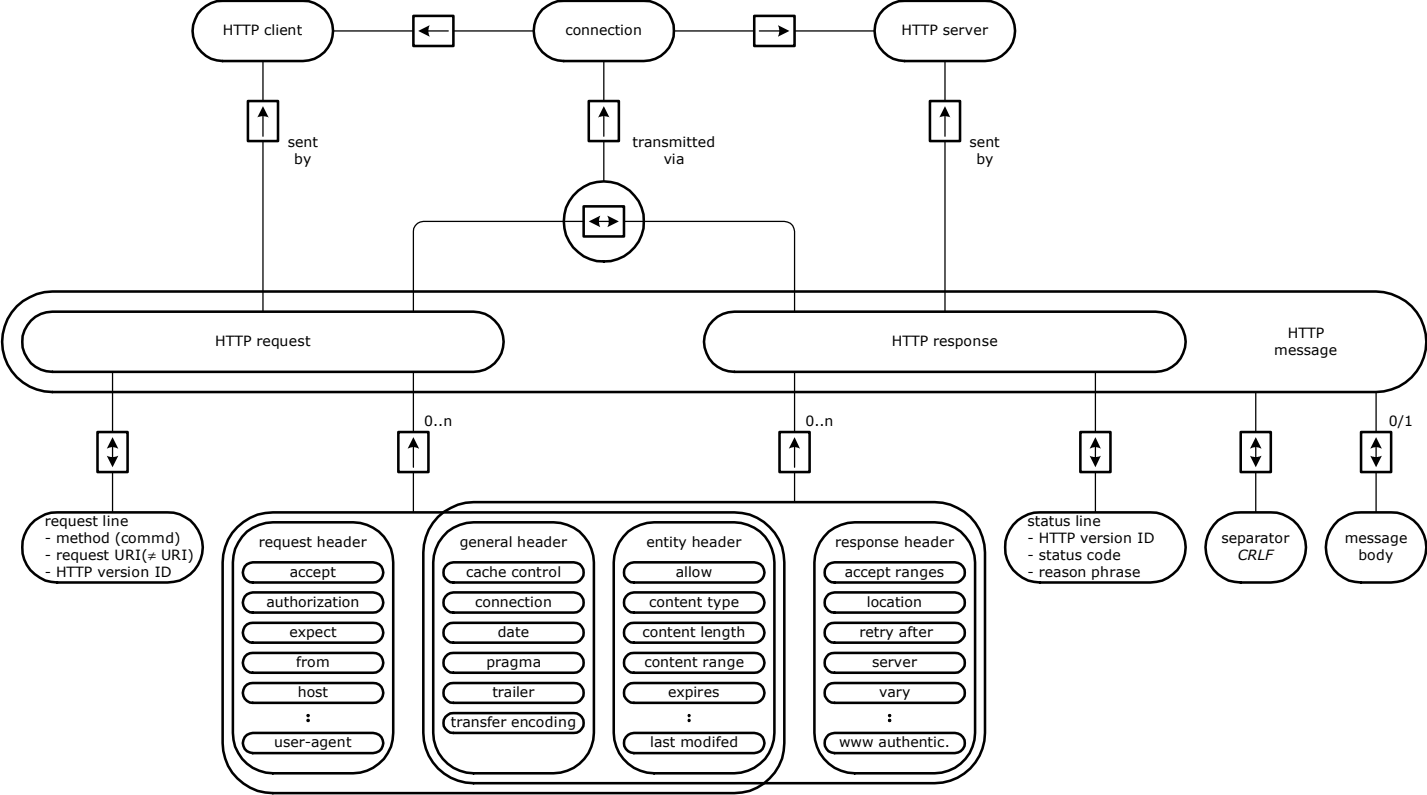 HTTP client
connection
HTTP server
sent
by
transmitted
via
sent
by
HTTP request
HTTP response
HTTP
message
0..n
0..n
0/1
request line
- method (commd)
- request URI(≠ URI)
- HTTP version ID
request header
accept
authorization
expect
from
host
:
user-agent
general header
cache control
connection
date
pragma
trailer
transfer encoding
entity header
allow
content type
content length
content range
expires
:
last modifed
response header
accept ranges
location
retry after
server
vary
:
www authentic.
status line
- HTTP version ID
- status code
- reason phrase
separator
CRLF
message
body